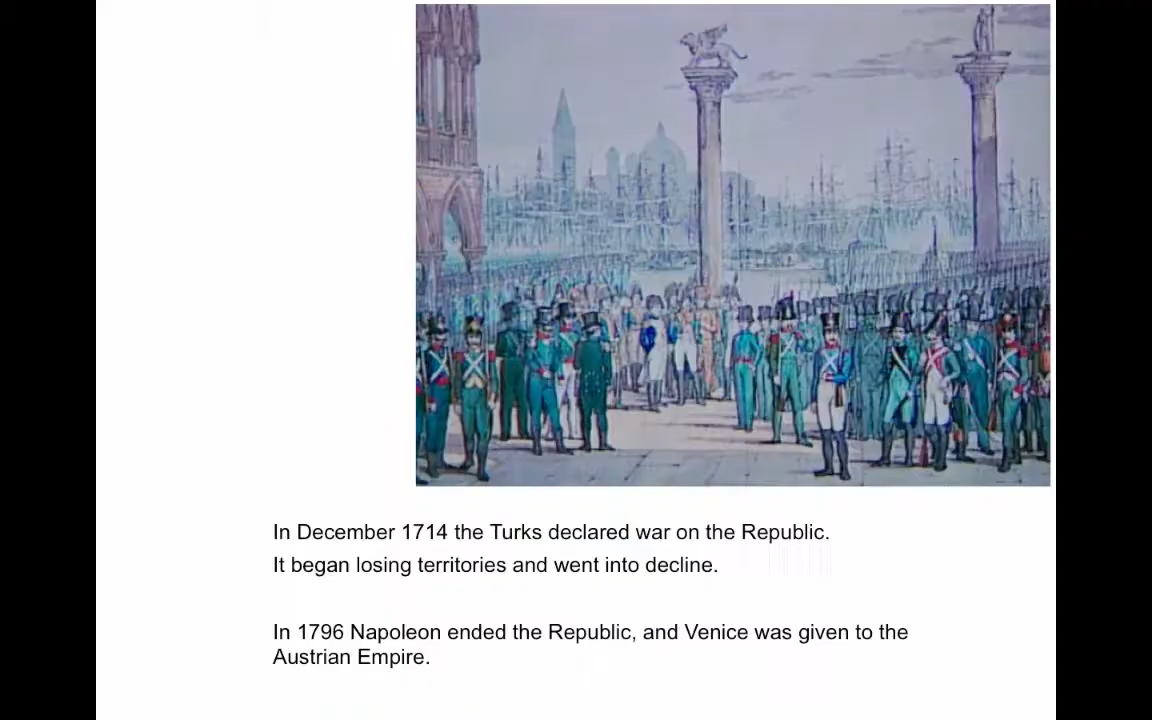 In December 1714 the Turks declared war on the Republic.
It began losing territories and went into decline.
In 1796 Napoleon ended the Republic, and Venice was given to the
Austrian Empire.